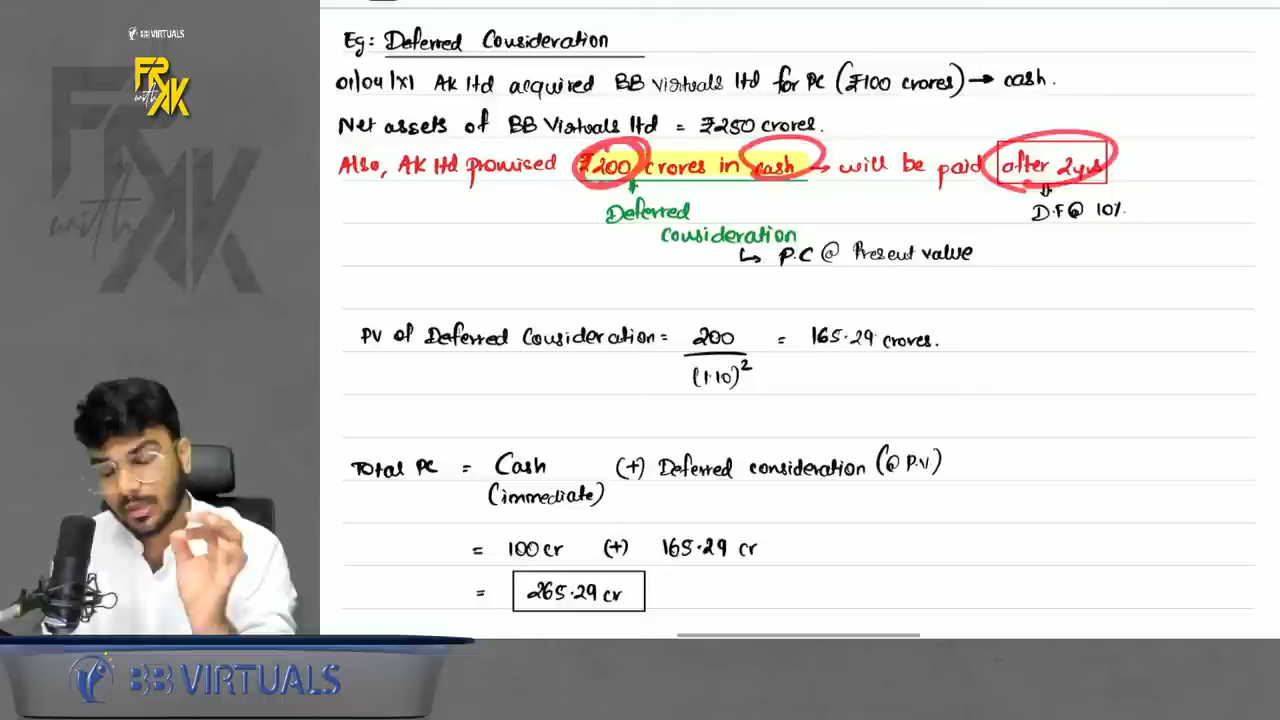 BB VIRTUALS
FR
with
AK
Eg: Deferred Consideration
01/04/X1 AK ltd acquired BB Virtuals ltd for PC (₹100 crores) → cash.
Net assets of BB Virtuals ltd = ₹250 crores.
Also, AK ltd promised ₹200 crores in cash → will be paid after 2yrs
Deferred
consideration
D.F @ 10%.
↳ P.C @ Present value
PV of Deferred Consideration = 200 / (1.10)² = 165.29 crores.
Total PC = Cash (+) Deferred consideration (@ P.V)
(immediate)
= 100 cr (+) 165.29 cr
= 265.29 cr
BB VIRTUALS